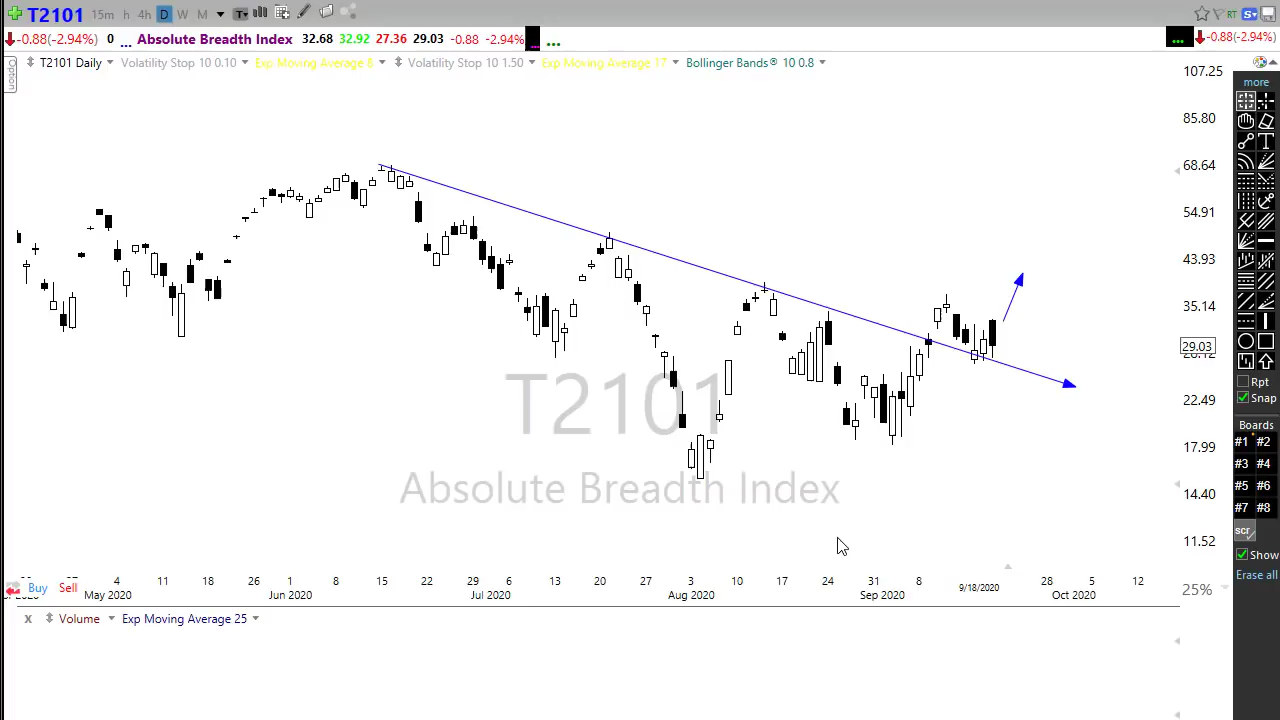 T2101 15m 4h D W M T RT S
-0.88(-2.94%) 0 ... Absolute Breadth Index 32.68 32.92 27.36 29.03 -0.88 -2.94% ... ... ... -0.88(-2.94%)
Option
T2101 Daily Volatility Stop 10 0.10 Exp Moving Average 8 Volatility Stop 10 1.50 Exp Moving Average 17 Bollinger Bands® 10 0.8
107.25
85.80
68.64
54.91
43.93
35.14
29.03
22.49
17.99
14.40
11.52
T2101
Absolute Breadth Index
4 11 18 26 1 8 15 22 29 6 13 20 27 3 10 17 24 31 8 9/18/2020 28 5 12
May 2020 Jun 2020 Jul 2020 Aug 2020 Sep 2020 Oct 2020
Buy Sell
25%
X Volume Exp Moving Average 25
more
T
Rpt
Snap
Boards
#1 #2
#3 #4
#5 #6
#7 #8
scr
Show
Erase all